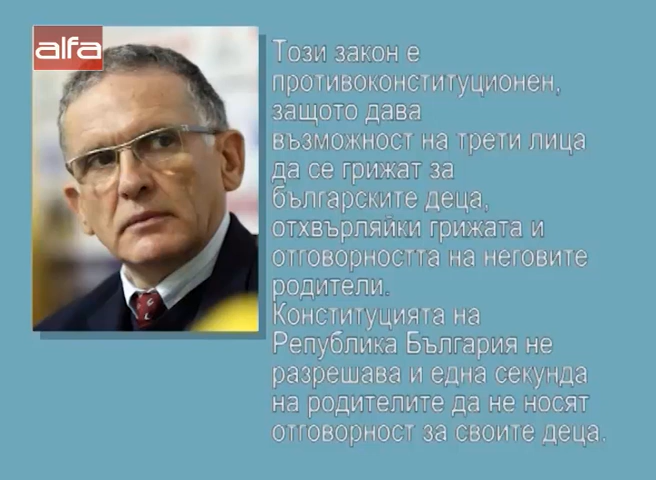 alfa
Този закон е
противоконституционен,
защото дава
възможност на трети лица
да се грижат за
българските деца,
отхвърляйки грижата и
отговорността на неговите
родители.
Конституцията на
Република България не
разрешава и една секунда
на родителите да не носят
отговорност за своите деца.